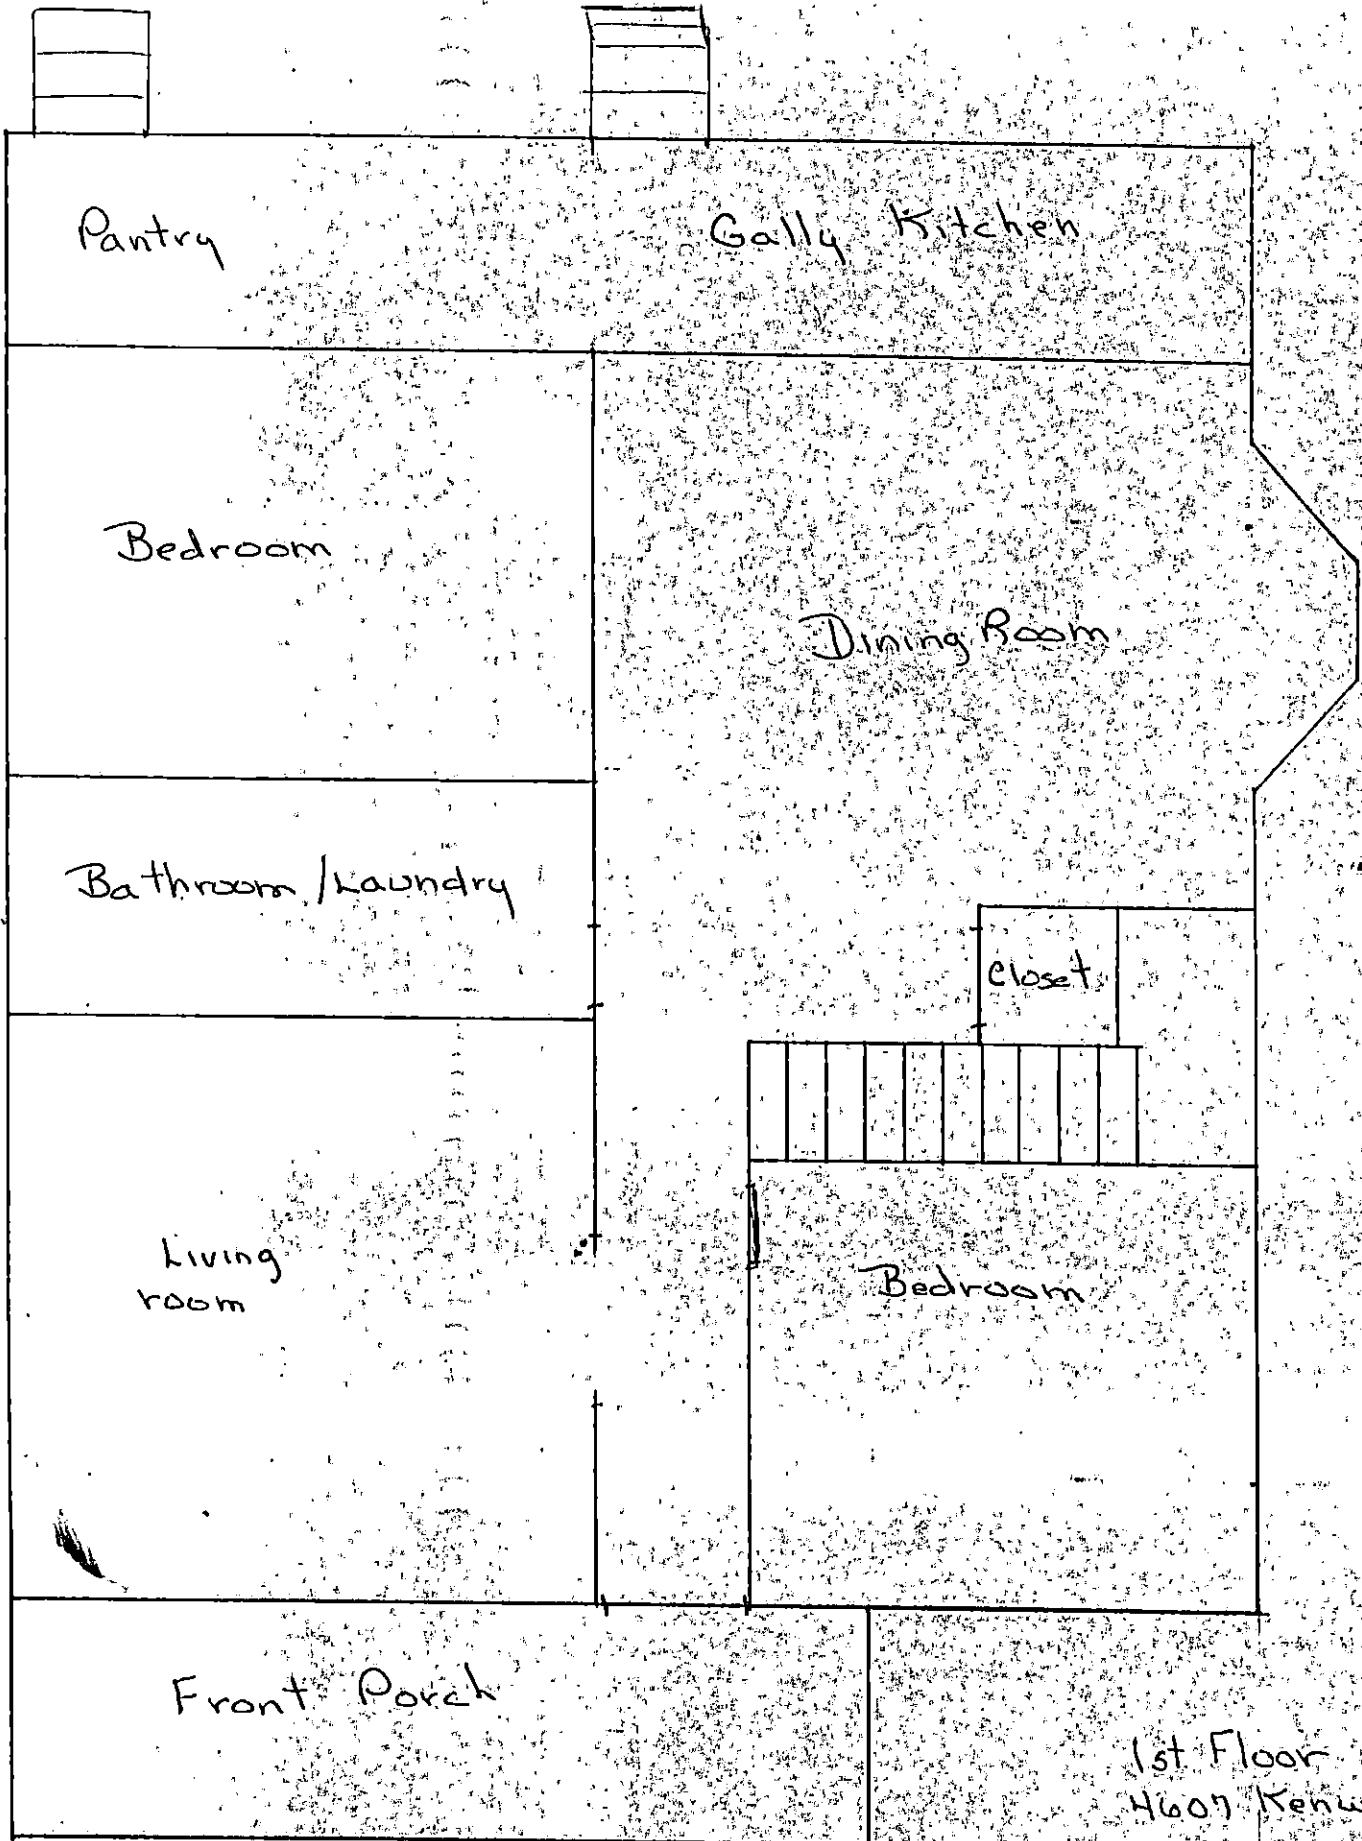 Pantry
Gally Kitchen
Bedroom
Dining Room
Bathroom/Laundry
Closet
Living
room
Bedroom
Front Porch
1st Floor
4607